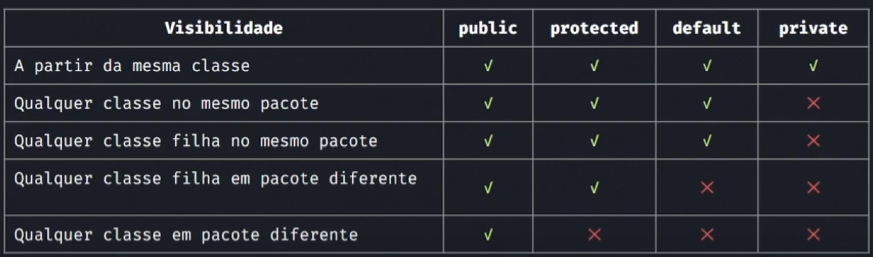 Visibilidade public protected default private
A partir da mesma classe √ √ √ √
Qualquer classe no mesmo pacote √ √ √ ✕
Qualquer classe filha no mesmo pacote √ √ √ ✕
Qualquer classe filha em pacote diferente √ √ ✕ ✕
Qualquer classe em pacote diferente √ ✕ ✕ ✕